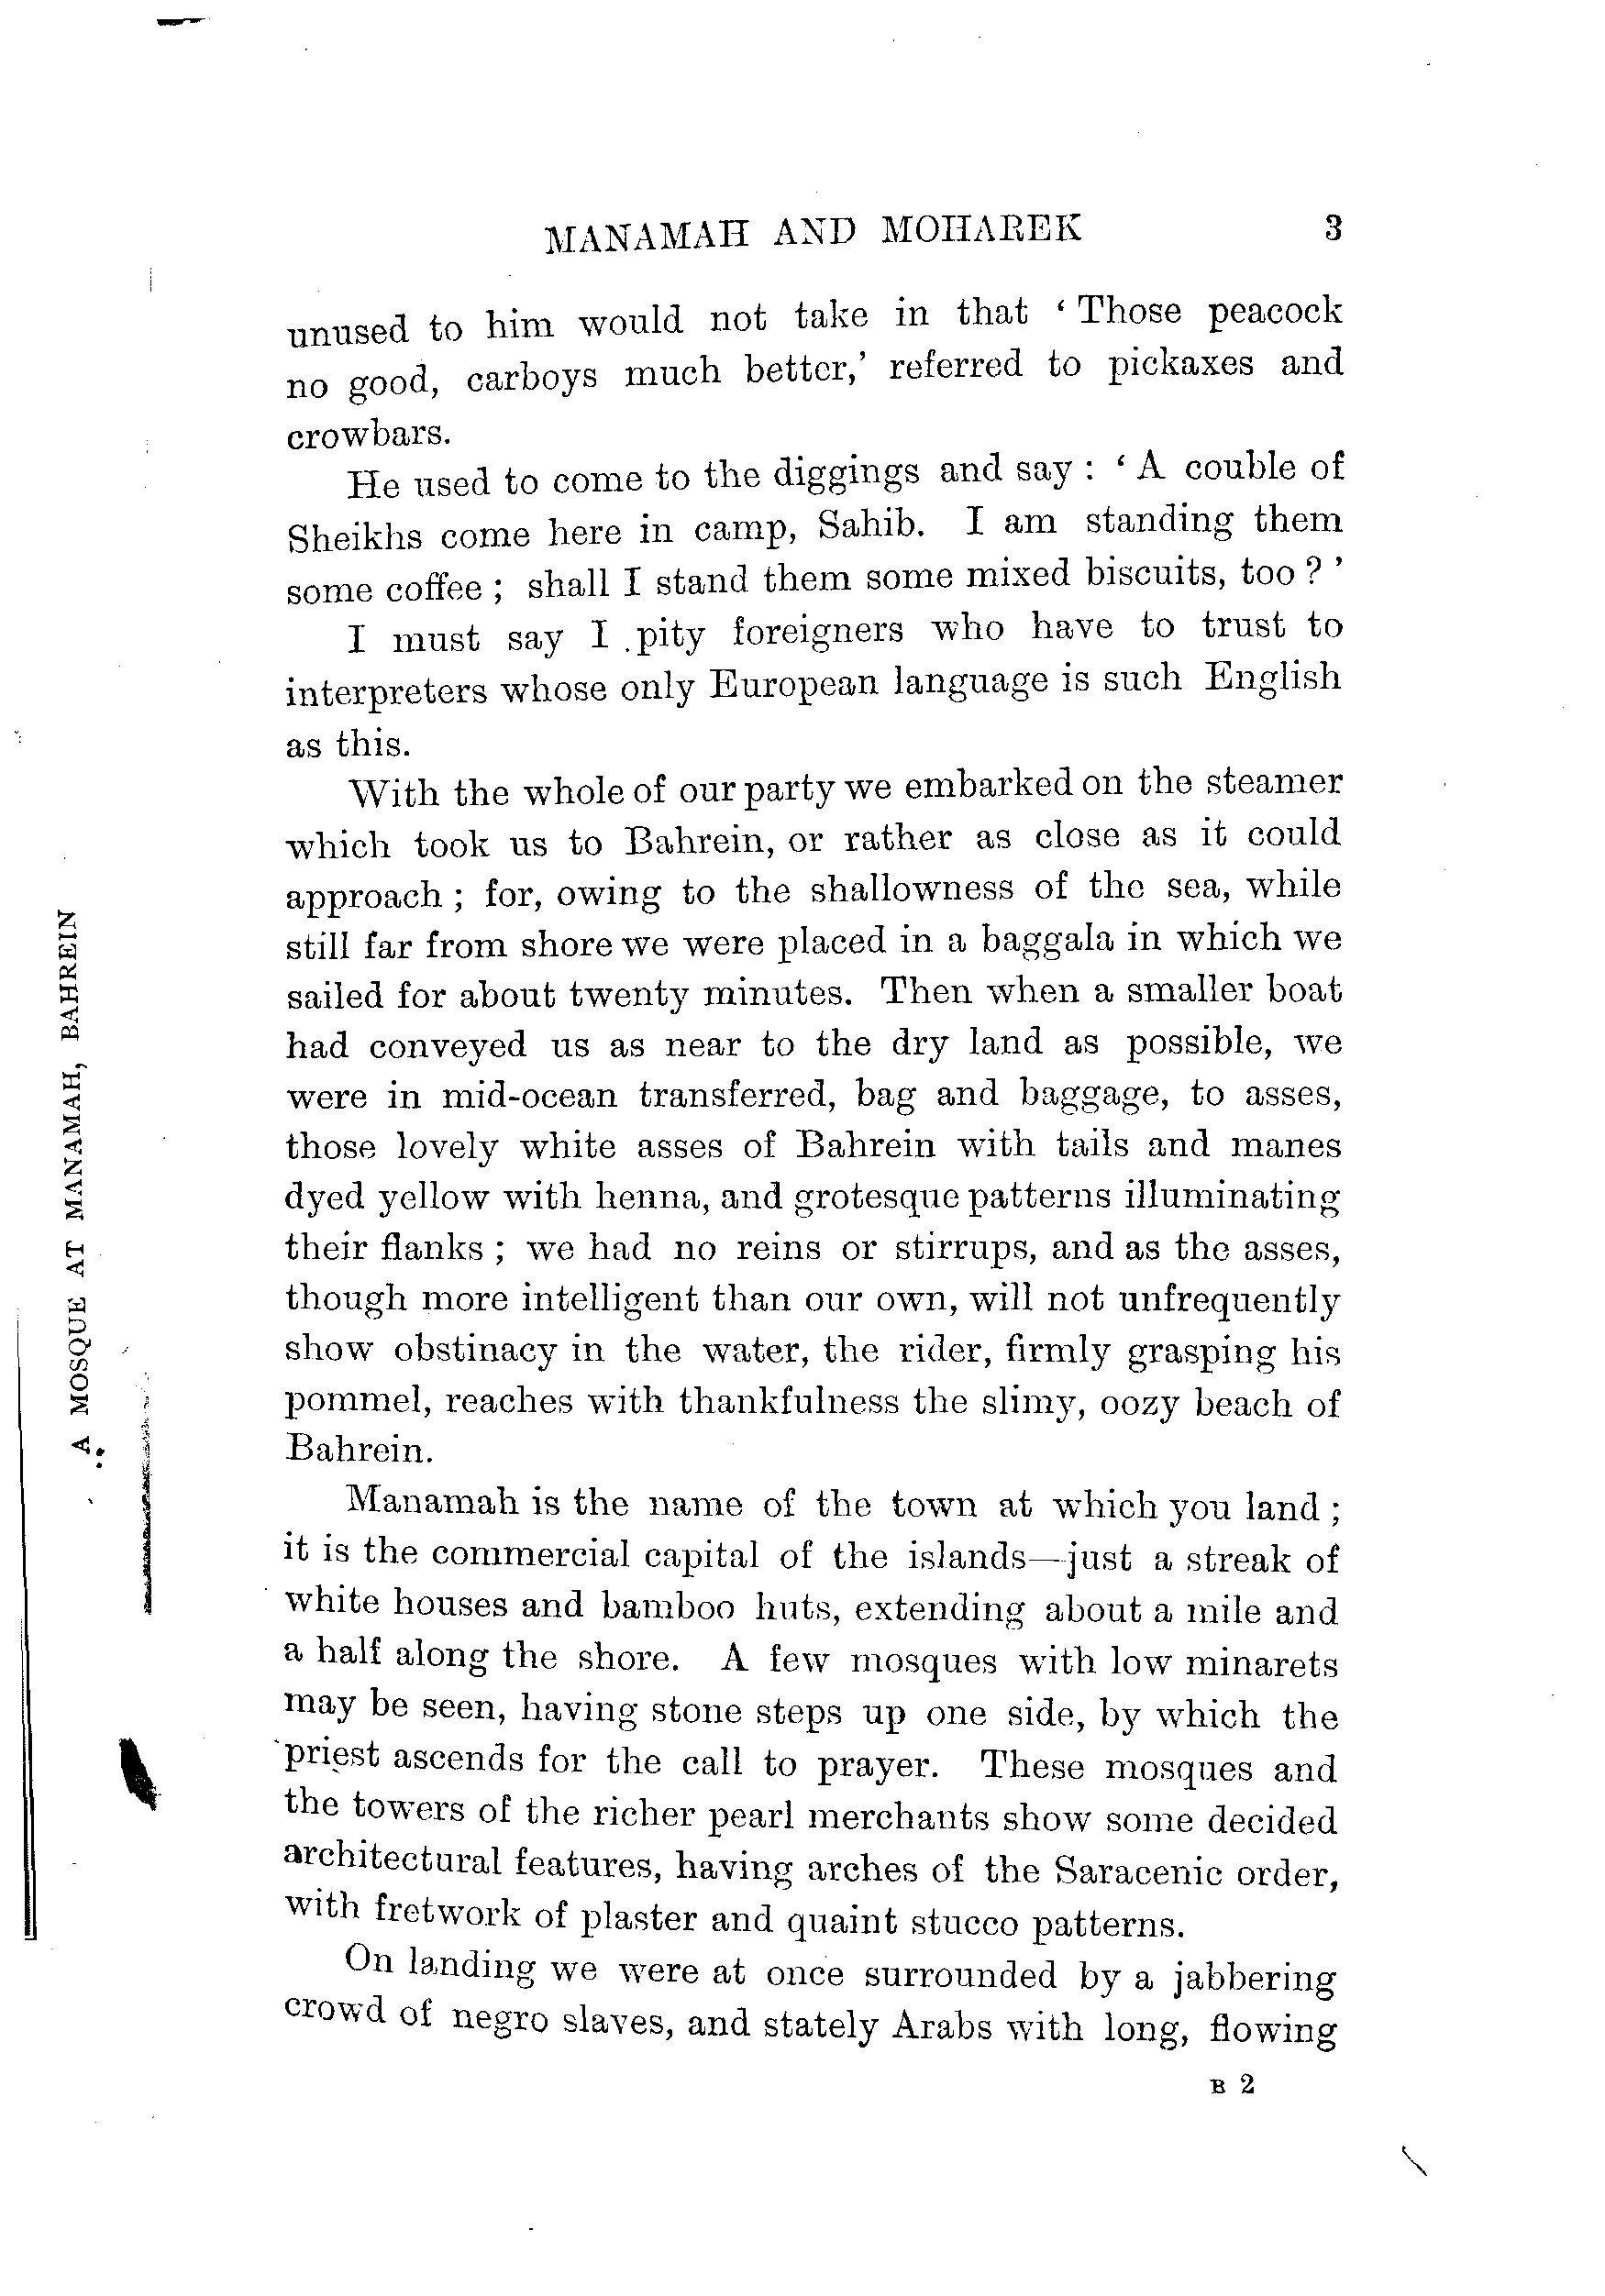 MANAMAH AND MOHAREK 3
unused to him would not take in that ‘Those peacock
no good, carboys much better,’ referred to pickaxes and
crowbars.
He used to come to the diggings and say : ‘A couble of
Sheikhs come here in camp, Sahib. I am standing them
some coffee ; shall I stand them some mixed biscuits, too ?’
I must say I pity foreigners who have to trust to
interpreters whose only European language is such English
as this.
With the whole of our party we embarked on the steamer
which took us to Bahrein, or rather as close as it could
approach ; for, owing to the shallowness of the sea, while
still far from shore we were placed in a baggala in which we
sailed for about twenty minutes. Then when a smaller boat
had conveyed us as near to the dry land as possible, we
were in mid-ocean transferred, bag and baggage, to asses,
those lovely white asses of Bahrein with tails and manes
dyed yellow with henna, and grotesque patterns illuminating
their flanks ; we had no reins or stirrups, and as the asses,
though more intelligent than our own, will not unfrequently
show obstinacy in the water, the rider, firmly grasping his
pommel, reaches with thankfulness the slimy, oozy beach of
Bahrein.
Manamah is the name of the town at which you land ;
it is the commercial capital of the islands—just a streak of
white houses and bamboo huts, extending about a mile and
a half along the shore. A few mosques with low minarets
may be seen, having stone steps up one side, by which the
priest ascends for the call to prayer. These mosques and
the towers of the richer pearl merchants show some decided
architectural features, having arches of the Saracenic order,
with fretwork of plaster and quaint stucco patterns.
On landing we were at once surrounded by a jabbering
crowd of negro slaves, and stately Arabs with long, flowing
B 2
A MOSQUE AT MANAMAH, BAHREIN